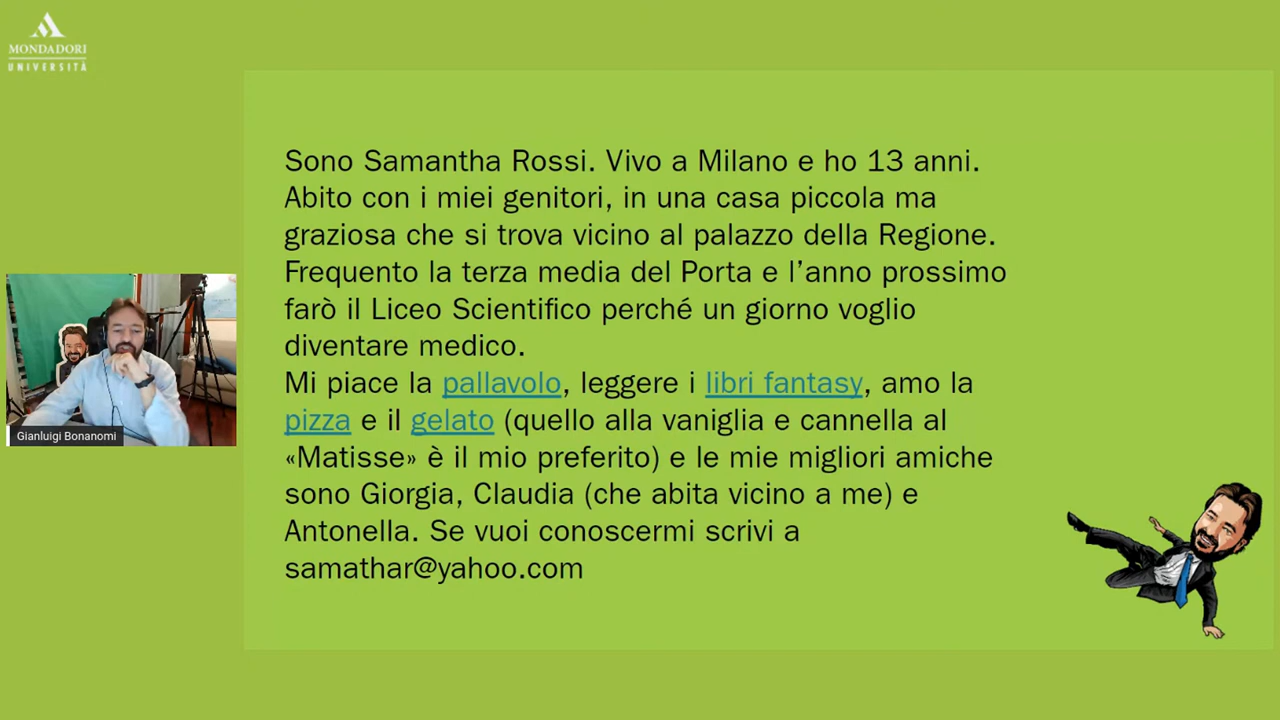 MONDADORI
UNIVERSITÀ
Sono Samantha Rossi. Vivo a Milano e ho 13 anni.
Abito con i miei genitori, in una casa piccola ma
graziosa che si trova vicino al palazzo della Regione.
Frequento la terza media del Porta e l’anno prossimo
farò il Liceo Scientifico perché un giorno voglio
diventare medico.
Mi piace la pallavolo, leggere i libri fantasy, amo la
pizza e il gelato (quello alla vaniglia e cannella al
«Matisse» è il mio preferito) e le mie migliori amiche
sono Giorgia, Claudia (che abita vicino a me) e
Antonella. Se vuoi conoscermi scrivi a
samathar@yahoo.com
Gianluigi Bonanomi